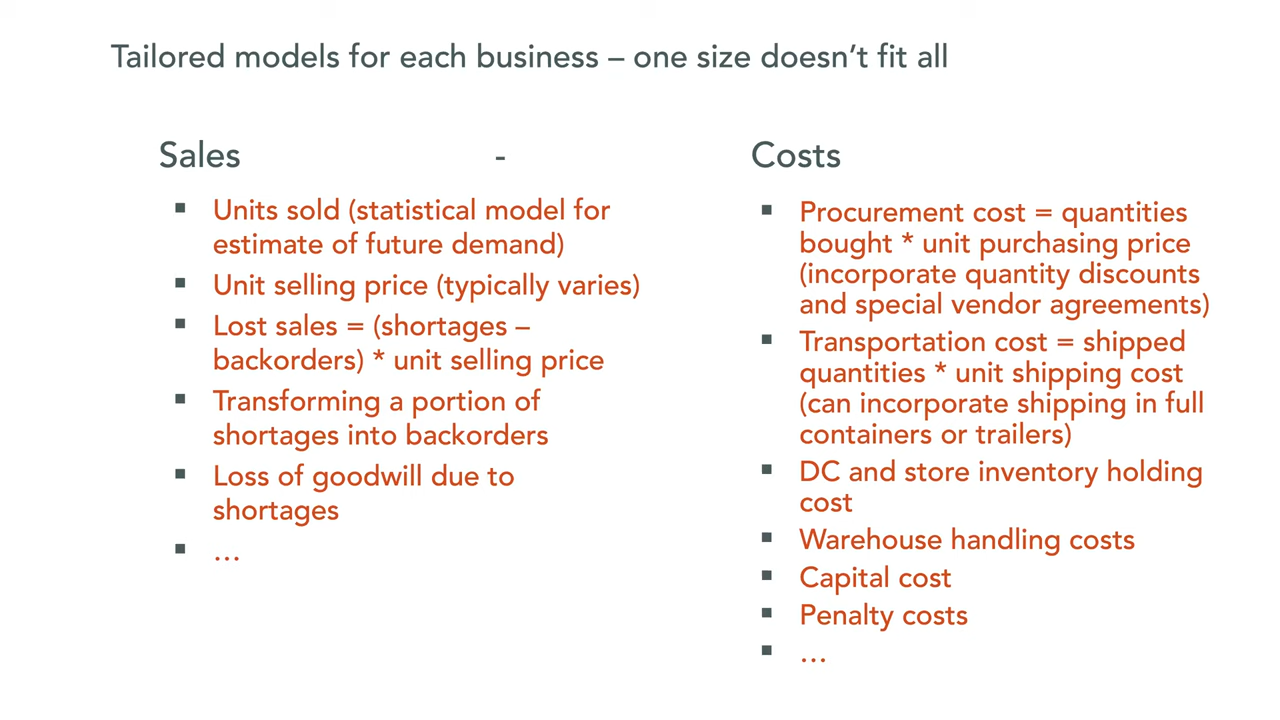 Tailored models for each business – one size doesn’t fit all
Sales - Costs
▪ Units sold (statistical model for
estimate of future demand)
▪ Unit selling price (typically varies)
▪ Lost sales = (shortages –
backorders) * unit selling price
▪ Transforming a portion of
shortages into backorders
▪ Loss of goodwill due to
shortages
▪ …
▪ Procurement cost = quantities
bought * unit purchasing price
(incorporate quantity discounts
and special vendor agreements)
▪ Transportation cost = shipped
quantities * unit shipping cost
(can incorporate shipping in full
containers or trailers)
▪ DC and store inventory holding
cost
▪ Warehouse handling costs
▪ Capital cost
▪ Penalty costs
▪ …